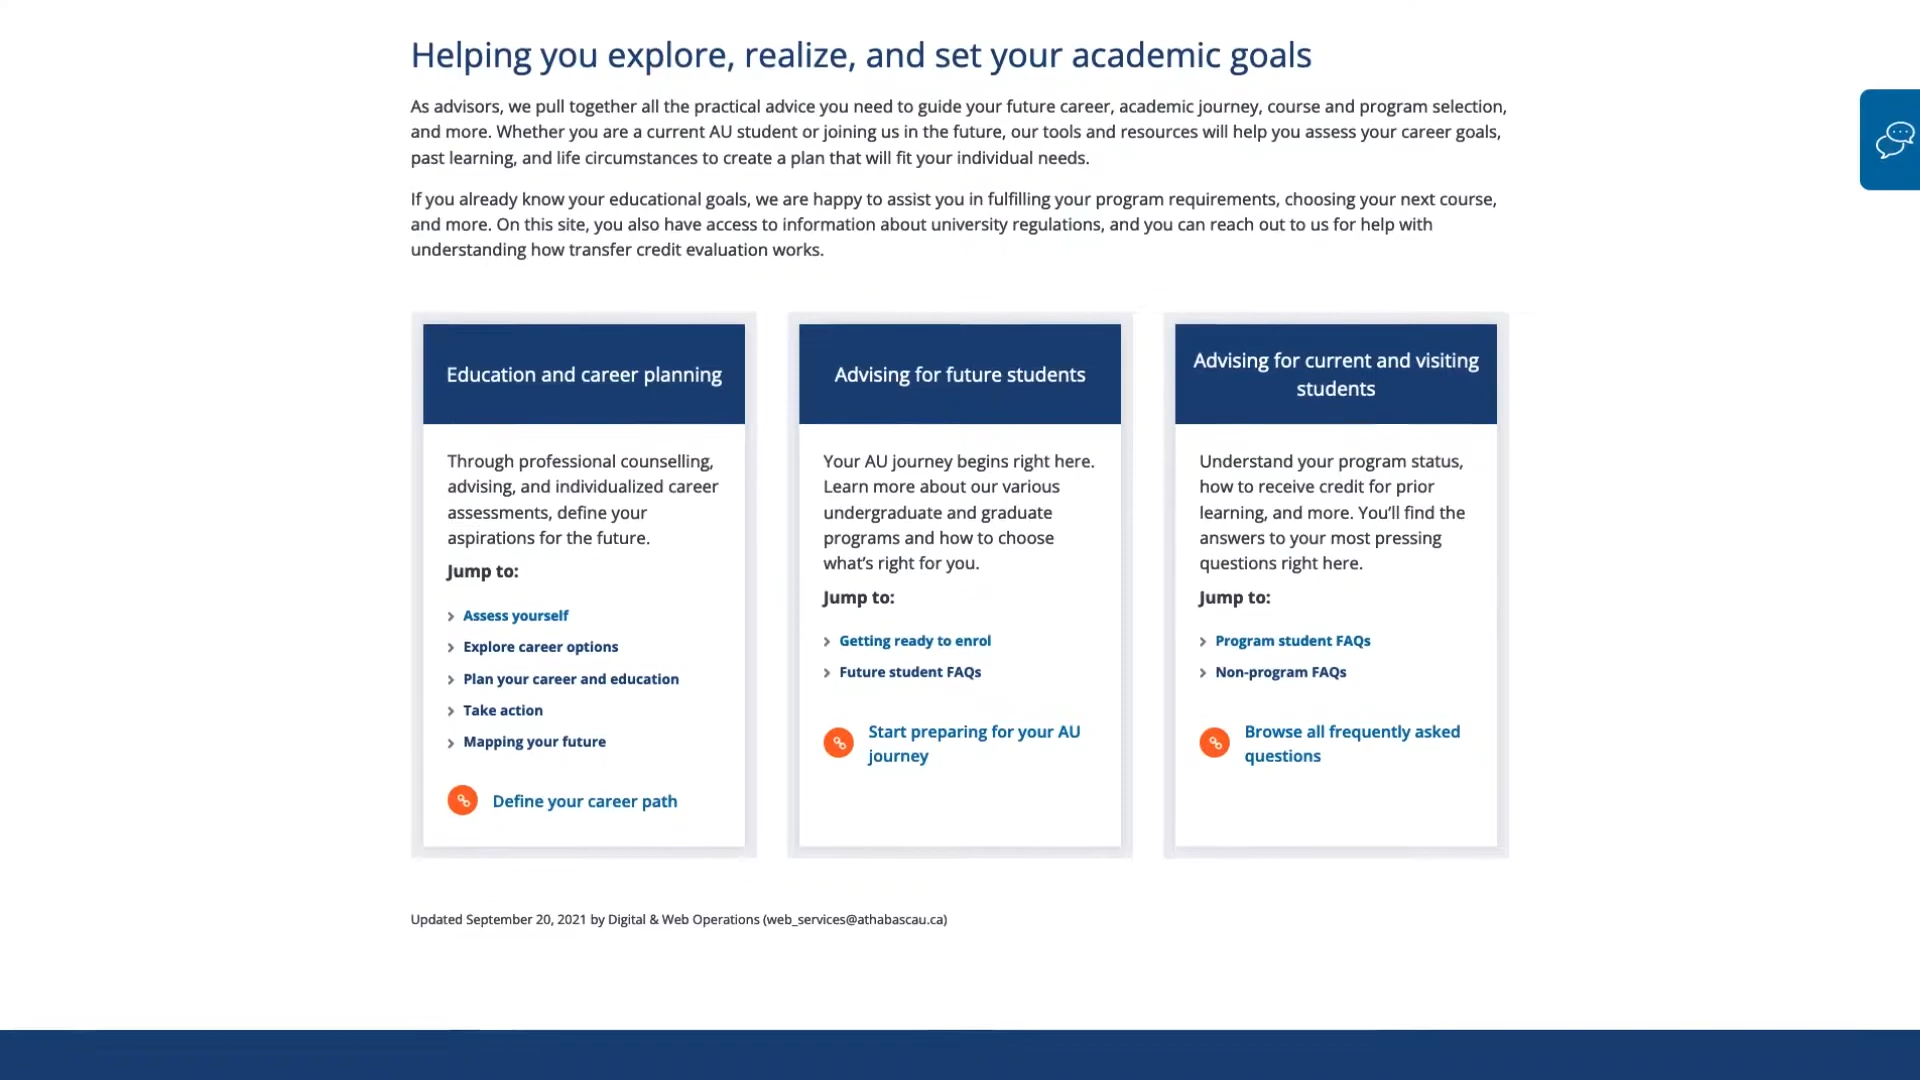 Helping you explore, realize, and set your academic goals
As advisors, we pull together all the practical advice you need to guide your future career, academic journey, course and program selection,
and more. Whether you are a current AU student or joining us in the future, our tools and resources will help you assess your career goals,
past learning, and life circumstances to create a plan that will fit your individual needs.
If you already know your educational goals, we are happy to assist you in fulfilling your program requirements, choosing your next course,
and more. On this site, you also have access to information about university regulations, and you can reach out to us for help with
understanding how transfer credit evaluation works.
Education and career planning
Through professional counselling,
advising, and individualized career
assessments, define your
aspirations for the future.
Jump to:
Assess yourself
Explore career options
Plan your career and education
Take action
Mapping your future
Define your career path
Advising for future students
Your AU journey begins right here.
Learn more about our various
undergraduate and graduate
programs and how to choose
what's right for you.
Jump to:
Getting ready to enrol
Future student FAQs
Start preparing for your AU
journey
Advising for current and visiting
students
Understand your program status,
how to receive credit for prior
learning, and more. You'll find the
answers to your most pressing
questions right here.
Jump to:
Program student FAQs
Non-program FAQs
Browse all frequently asked
questions
Updated September 20, 2021 by Digital & Web Operations (web_services@athabascau.ca)